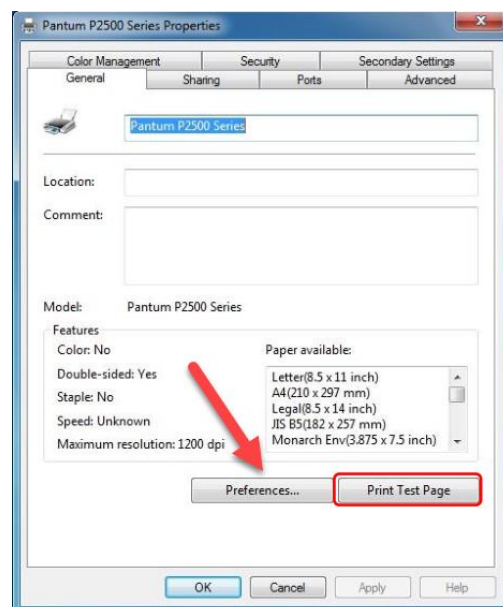 Pantum P2500 Series Properties
Color Management Security Secondary Settings
General Sharing Ports Advanced
Pantum P2500 Series
Location:
Comment:
Model: Pantum P2500 Series
Features
Color: No
Paper available:
Double-sided: Yes
Letter(8.5 x 11 inch)
Staple: No
A4(210 x 297 mm)
Legal(8.5 x 14 inch)
Speed: Unknown
JIS B5(182 x 257 mm)
Maximum resolution: 1200 dpi
Monarch Env(3.875 x 7.5 inch)
Preferences... Print Test Page
OK Cancel Apply Help